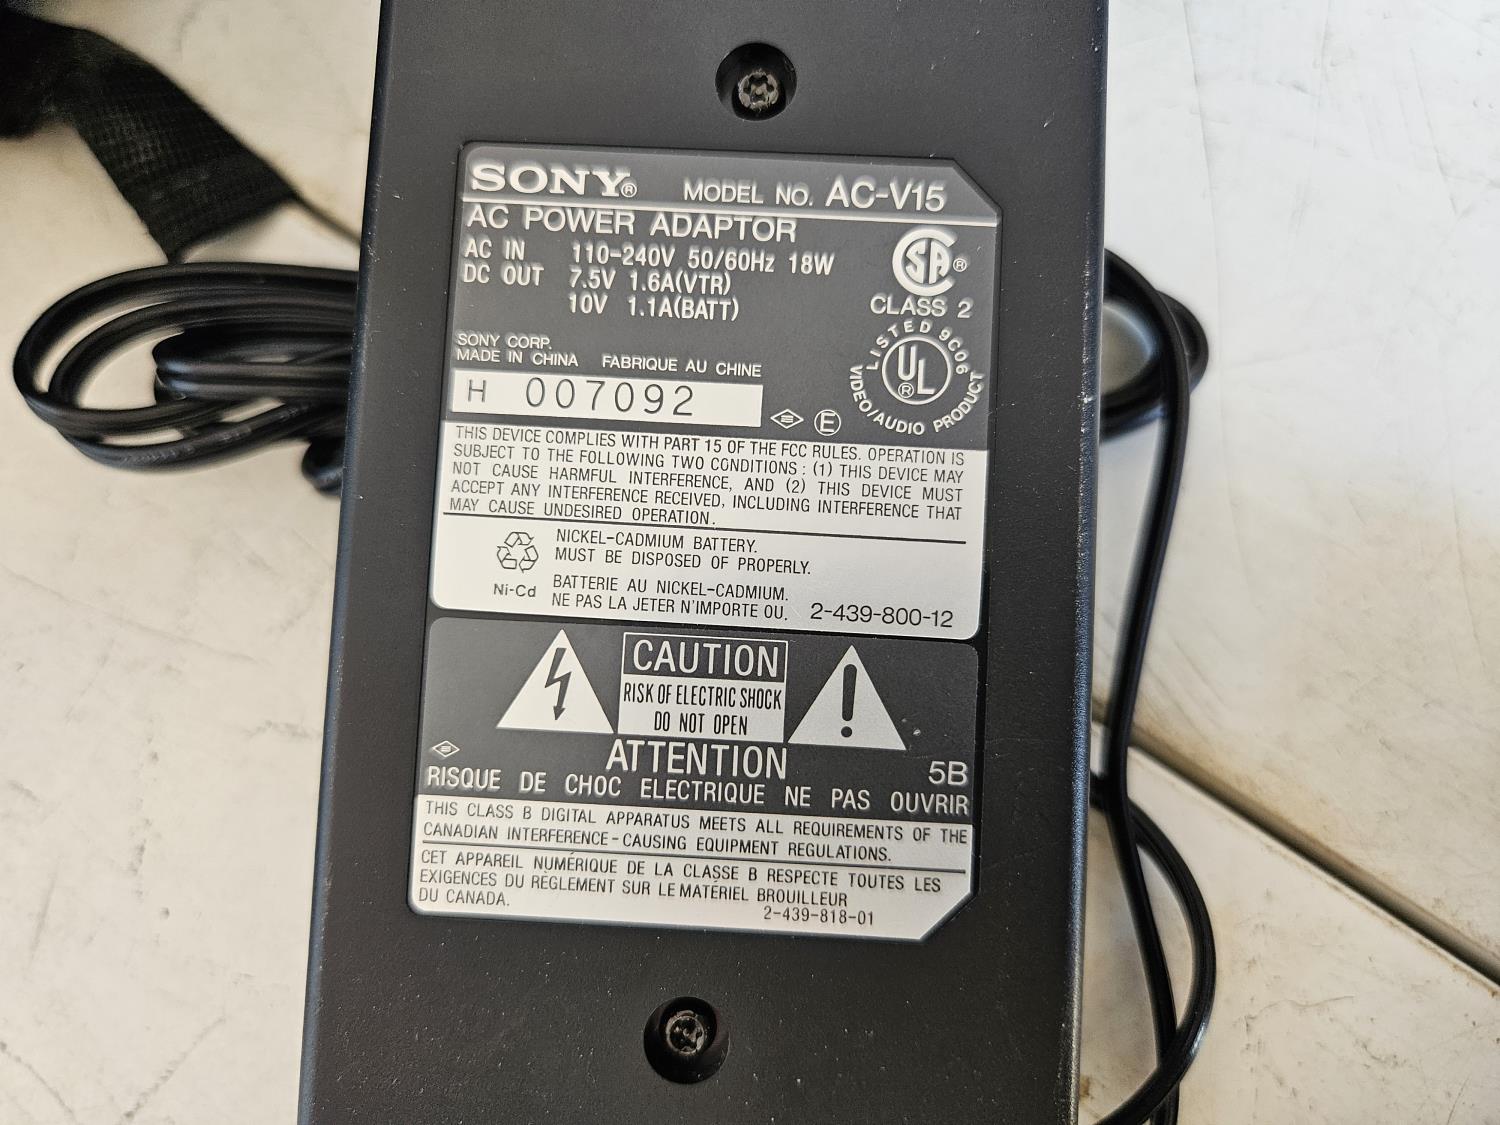 SONY® MODEL NO. AC-V15
AC POWER ADAPTOR
AC IN 110-240V 50/60Hz 18W
DC OUT 7.5V 1.6A(VTR)
10V 1.1A(BATT)
SA®
CLASS 2
LISTED 9C06
UL®
VIDEO/AUDIO PRODUCT
SONY CORP.
MADE IN CHINA FABRIQUE AU CHINE
H 007092
E
THIS DEVICE COMPLIES WITH PART 15 OF THE FCC RULES. OPERATION IS
SUBJECT TO THE FOLLOWING TWO CONDITIONS : (1) THIS DEVICE MAY
NOT CAUSE HARMFUL INTERFERENCE, AND (2) THIS DEVICE MUST
ACCEPT ANY INTERFERENCE RECEIVED, INCLUDING INTERFERENCE THAT
MAY CAUSE UNDESIRED OPERATION.
NICKEL-CADMIUM BATTERY.
MUST BE DISPOSED OF PROPERLY.
Ni-Cd BATTERIE AU NICKEL-CADMIUM.
NE PAS LA JETER N'IMPORTE OU. 2-439-800-12
CAUTION
RISK OF ELECTRIC SHOCK
DO NOT OPEN
ATTENTION 5B
RISQUE DE CHOC ELECTRIQUE NE PAS OUVRIR
THIS CLASS B DIGITAL APPARATUS MEETS ALL REQUIREMENTS OF THE
CANADIAN INTERFERENCE-CAUSING EQUIPMENT REGULATIONS.
CET APPAREIL NUMÉRIQUE DE LA CLASSE B RESPECTE TOUTES LES
EXIGENCES DU RÈGLEMENT SUR LE MATÉRIEL BROUILLEUR
DU CANADA. 2-439-818-01